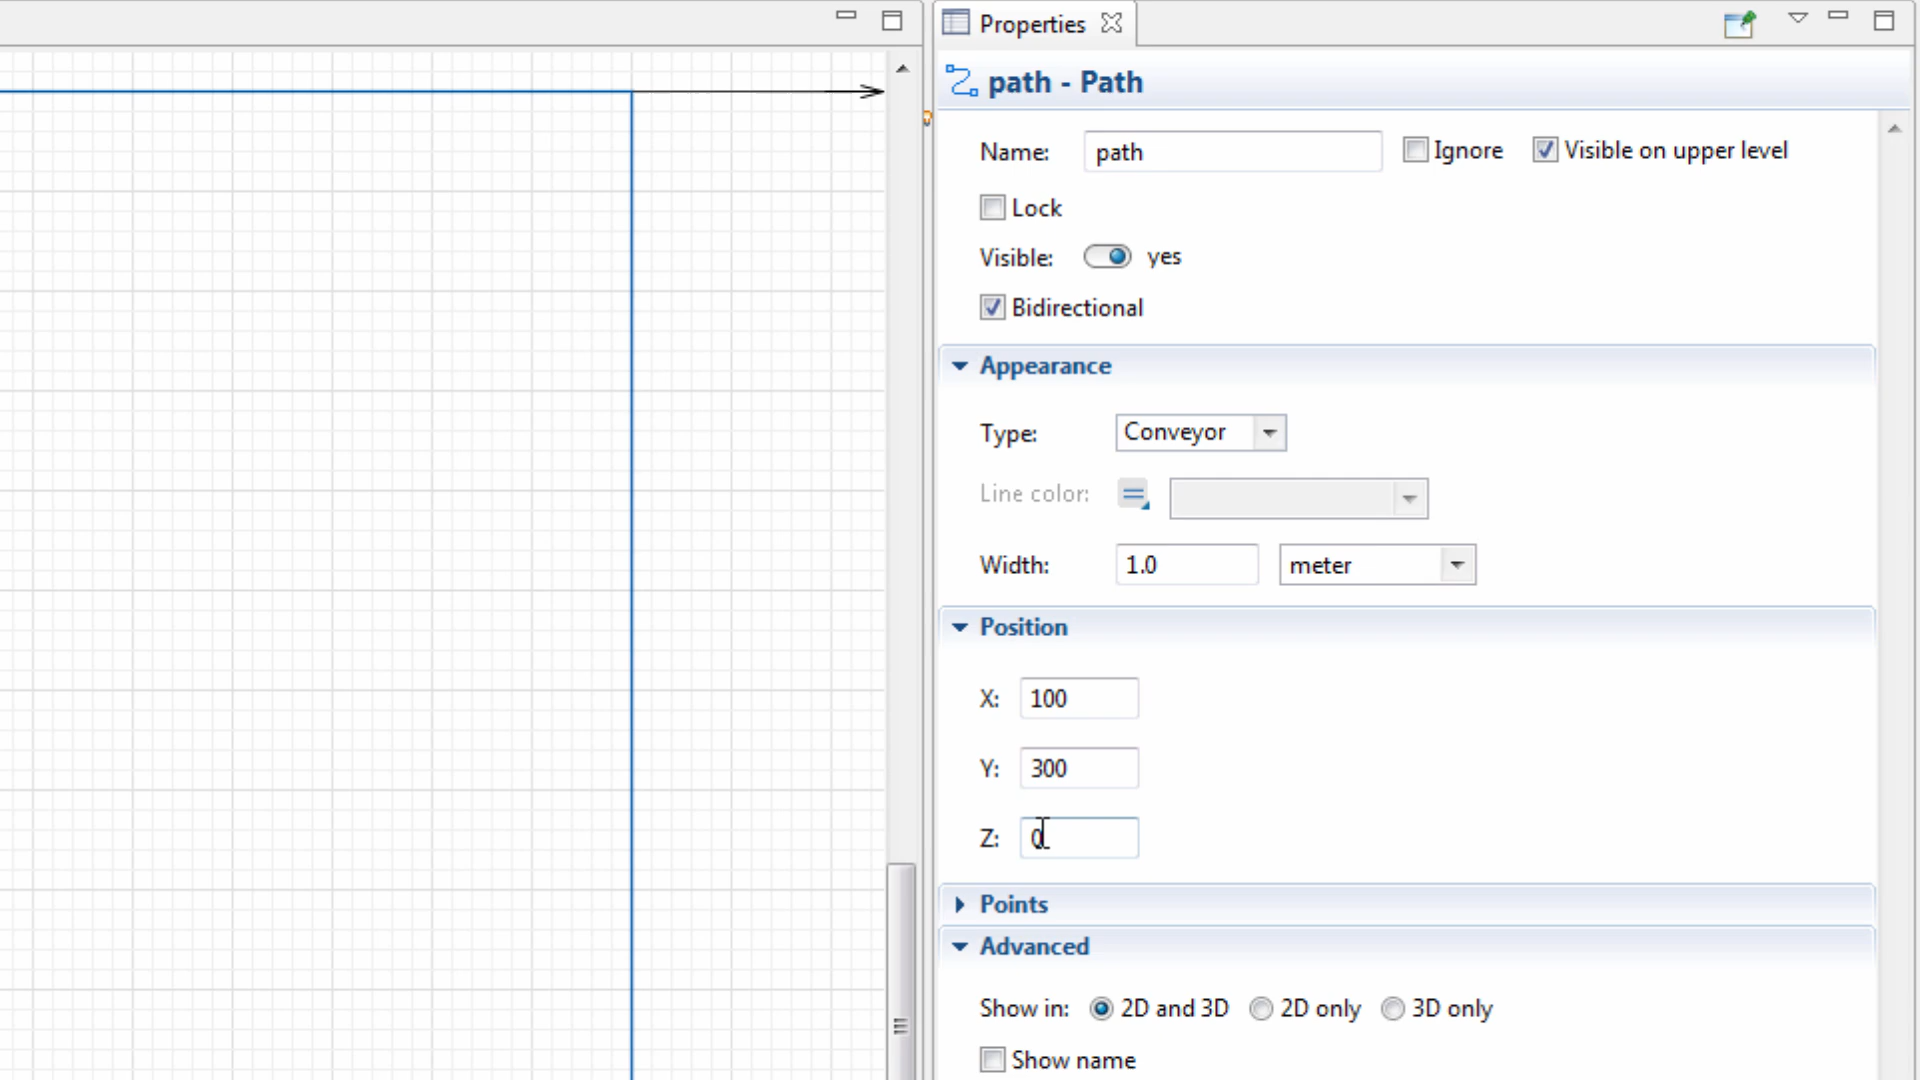 Properties
path - Path
Name: path Ignore Visible on upper level
Lock
Visible: yes
Bidirectional
Appearance
Type: Conveyor
Line color:
Width: 1.0 meter
Position
X: 100
Y: 300
Z: 0
Points
Advanced
Show in: 2D and 3D 2D only 3D only
Show name